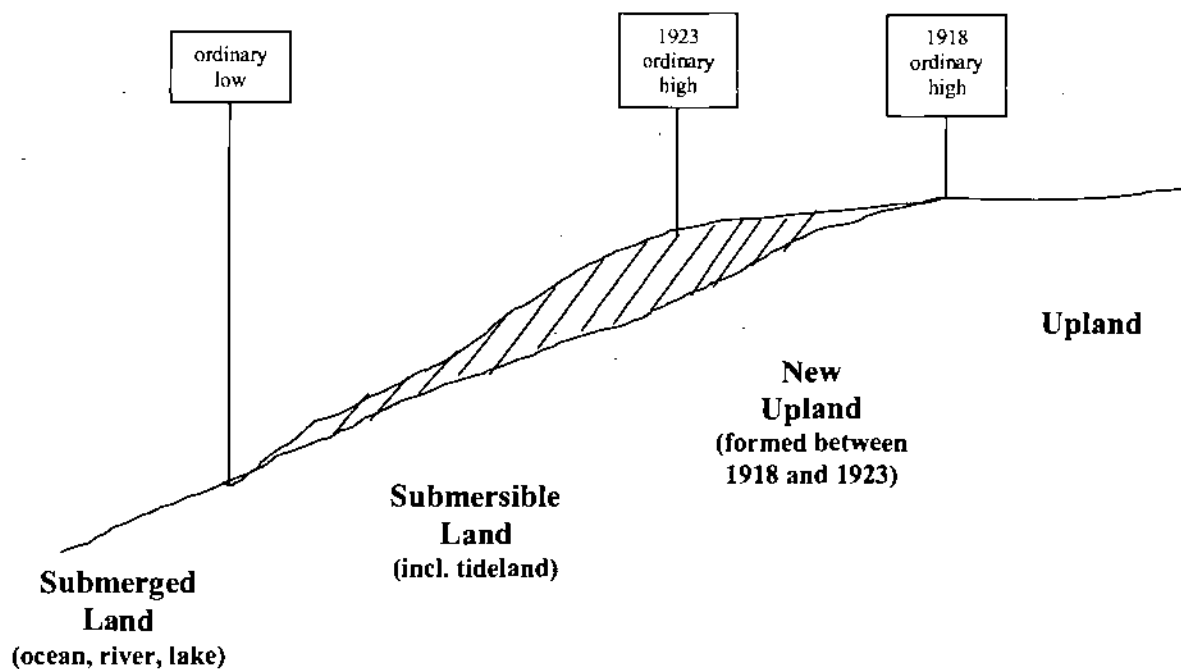 ordinary
low
1923
ordinary
high
1918
ordinary
high
Upland
New
Upland
(formed between
1918 and 1923)
Submersible
Land
(incl. tideland)
Submerged
Land
(ocean, river, lake)